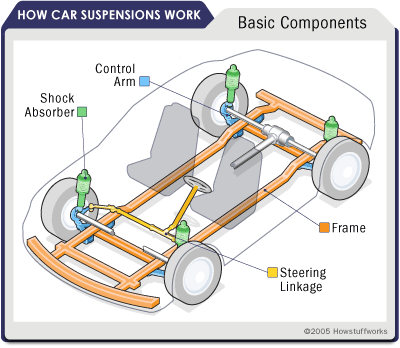 HOW CAR SUSPENSIONS WORK
Basic Components
Control
Arm
Shock
Absorber
Frame
Steering
Linkage
©2005 Howstuffworks